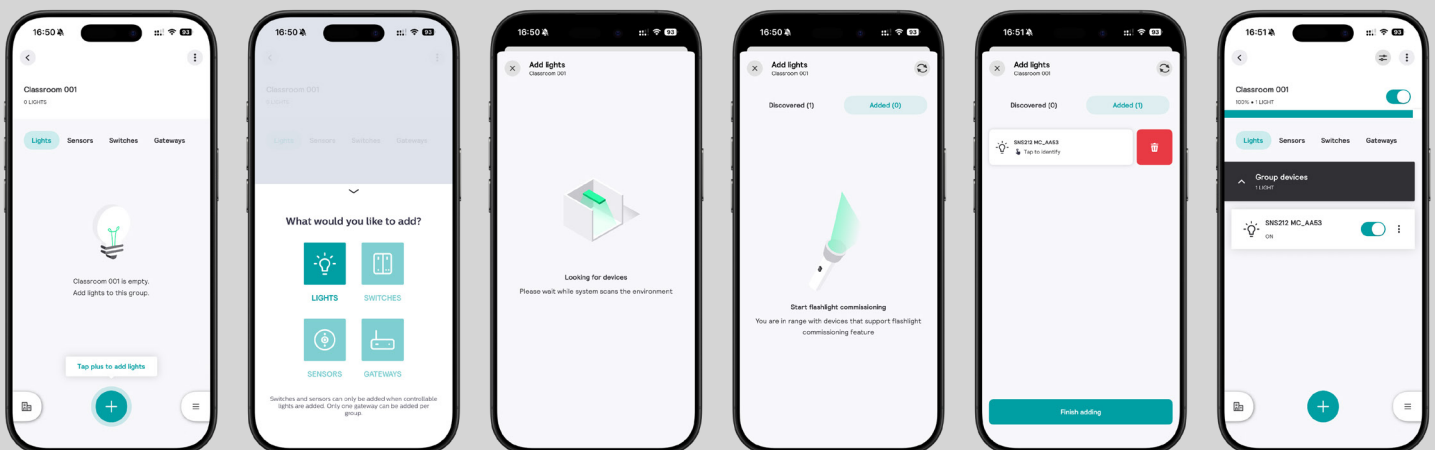 16:50
93
Classroom 001
0 LIGHTS
Lights
Sensors
Switches
Gateways
Classroom 001 is empty.
Add lights to this group.
Tap plus to add lights
16:50
93
Classroom 001
0 LIGHTS
Lights
Sensors
Switches
Gateways
What would you like to add?
LIGHTS
SWITCHES
SENSORS
GATEWAYS
Switches and sensors can only be added when controllable
lights are added. Only one gateway can be added per
group.
16:50
93
Add lights
Classroom 001
Looking for devices
Please wait while system scans the environment
16:50
93
Add lights
Classroom 001
Discovered (1)
Added (0)
Start flashlight commissioning
You are in range with devices that support flashlight
commissioning feature
16:51
93
Add lights
Classroom 001
Discovered (0)
Added (1)
SNS212 MC_AA53
Tap to identify
Finish adding
16:51
93
Classroom 001
100% • 1 LIGHT
Lights
Sensors
Switches
Gateways
Group devices
1 LIGHT
SNS212 MC_AA53
ON